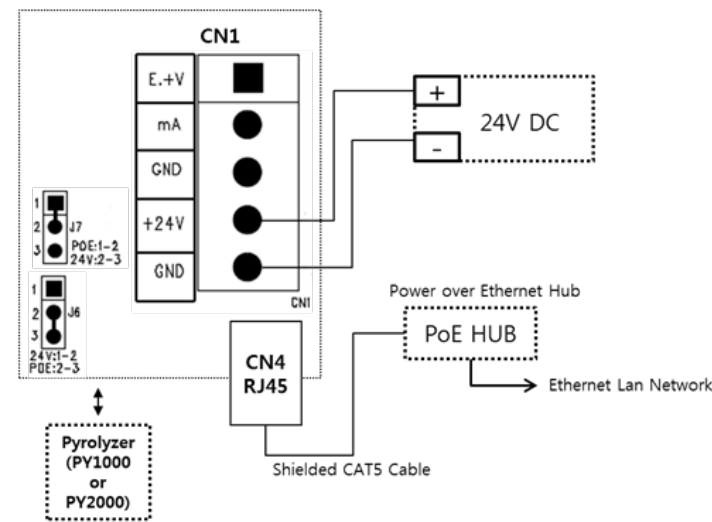 CN1
E.+V
mA
GND
+24V
GND
CN1
+
24V DC
-
1
2
3
J7
POE:1-2
24V:2-3
1
2
3
J6
24V:1-2
POE:2-3
CN4
RJ45
Power over Ethernet Hub
PoE HUB
Ethernet Lan Network
Shielded CAT5 Cable
Pyrolyzer
(PY1000
or
PY2000)